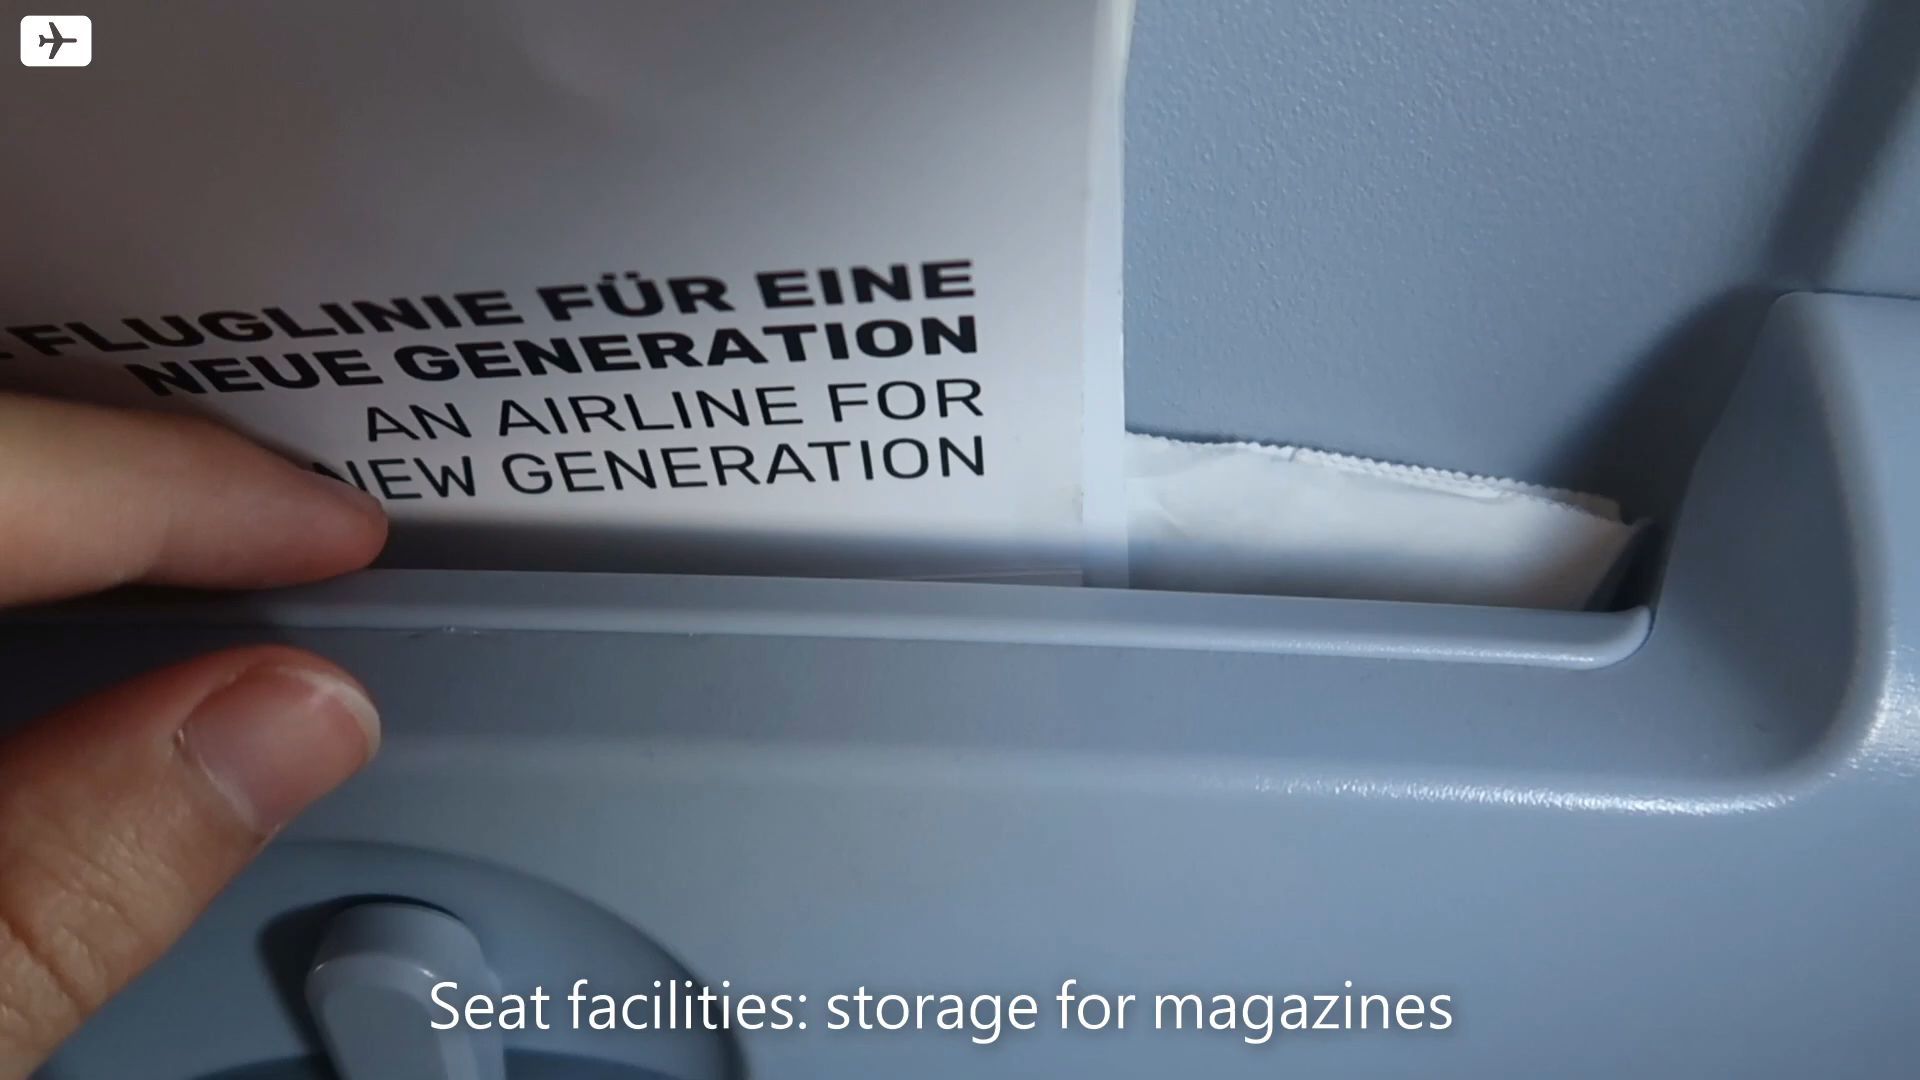 FLUGLINIE FÜR EINE
NEUE GENERATION
AN AIRLINE FOR
NEW GENERATION
Seat facilities: storage for magazines